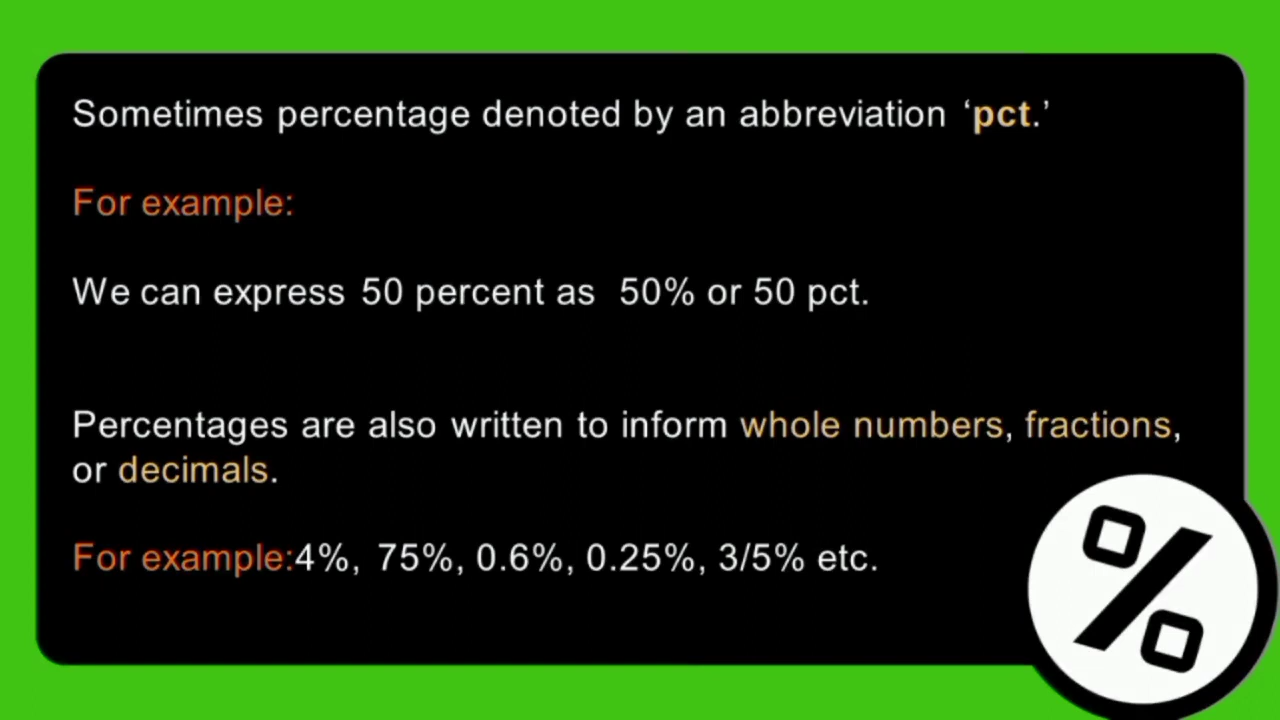 Sometimes percentage denoted by an abbreviation ‘pct.’
For example:
We can express 50 percent as 50% or 50 pct.
Percentages are also written to inform whole numbers, fractions,
or decimals.
For example:4%, 75%, 0.6%, 0.25%, 3/5% etc.
%